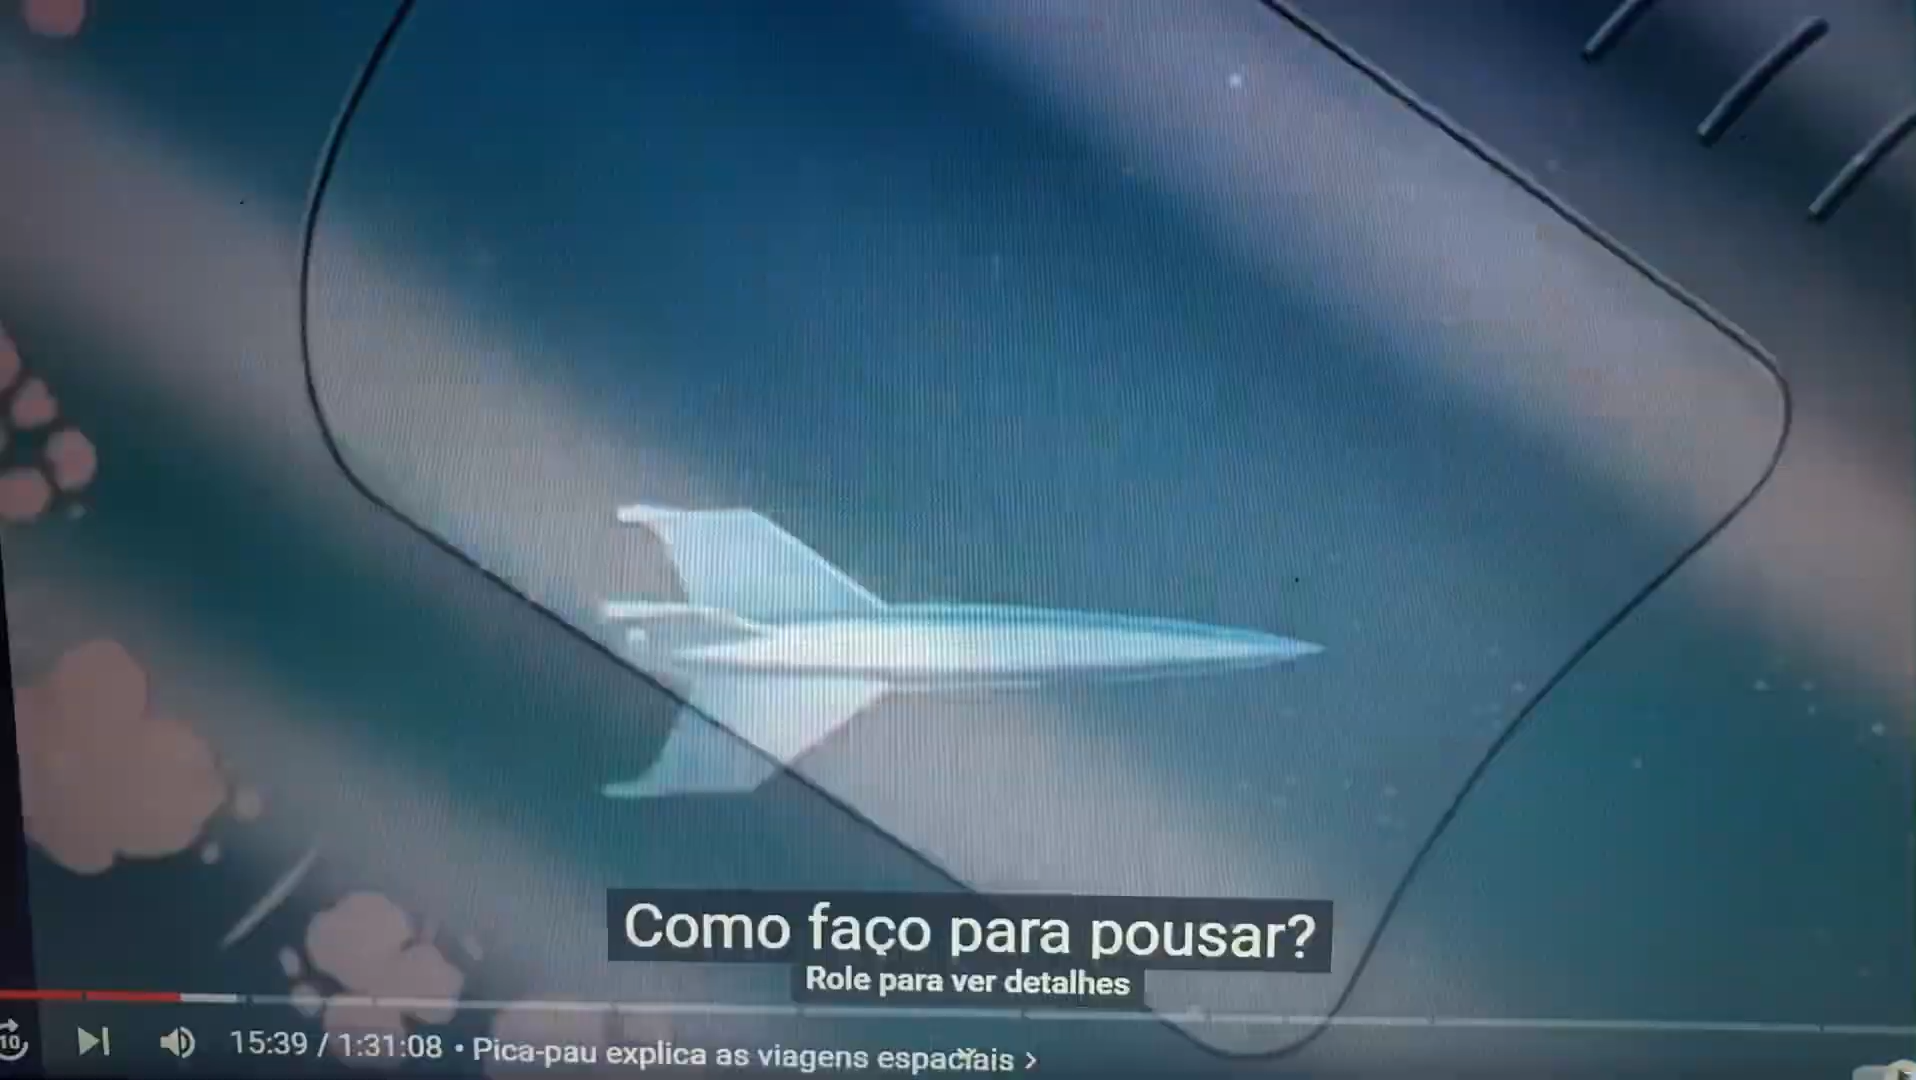 Como faço para pousar?
Role para ver detalhes
10
15:39 / 1:31:08 • Pica-pau explica as viagens espaciais >